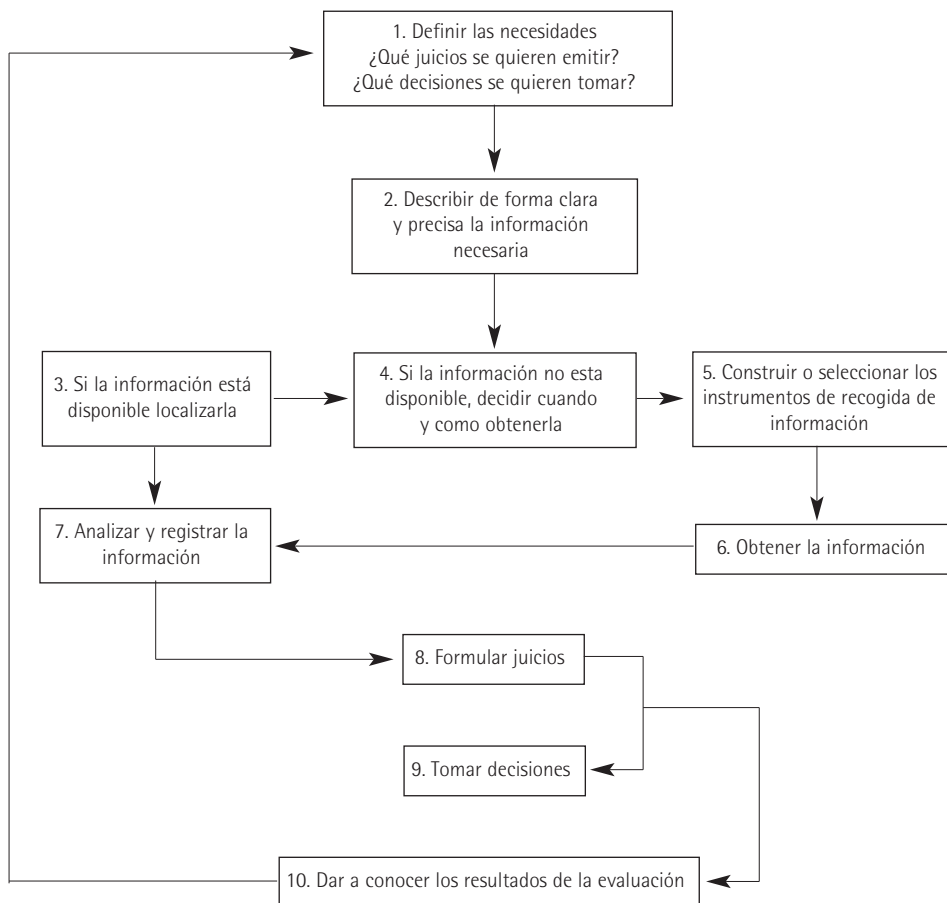 1. Definir las necesidades
¿Qué juicios se quieren emitir?
¿Qué decisiones se quieren tomar?
2. Describir de forma clara
y precisa la información
necesaria
3. Si la información está
disponible localizarla
4. Si la información no esta
disponible, decidir cuando
y como obtenerla
5. Construir o seleccionar los
instrumentos de recogida de
información
7. Analizar y registrar la
información
6. Obtener la información
8. Formular juicios
9. Tomar decisiones
10. Dar a conocer los resultados de la evaluación